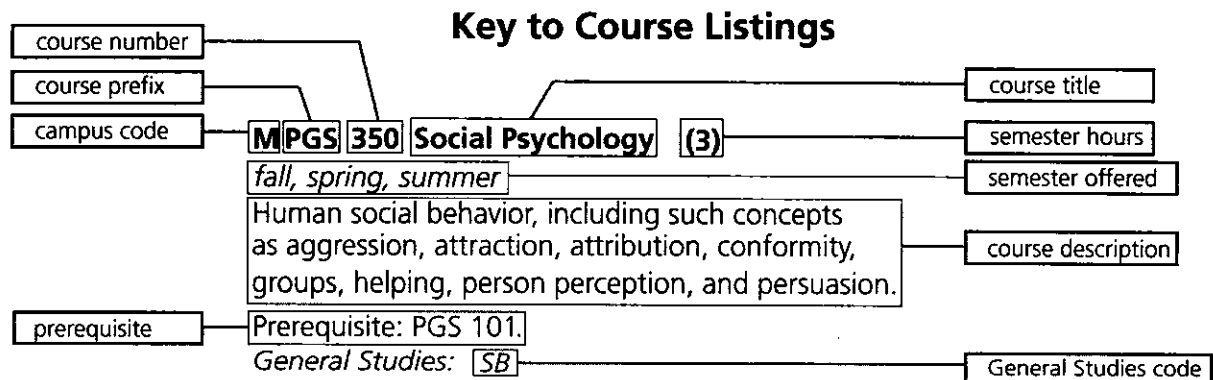 Key to Course Listings
course number
course prefix
course title
campus code
M PGS 350 Social Psychology (3)
semester hours
fall, spring, summer
semester offered
Human social behavior, including such concepts
as aggression, attraction, attribution, conformity,
groups, helping, person perception, and persuasion.
course description
prerequisite
Prerequisite: PGS 101.
General Studies: SB
General Studies code